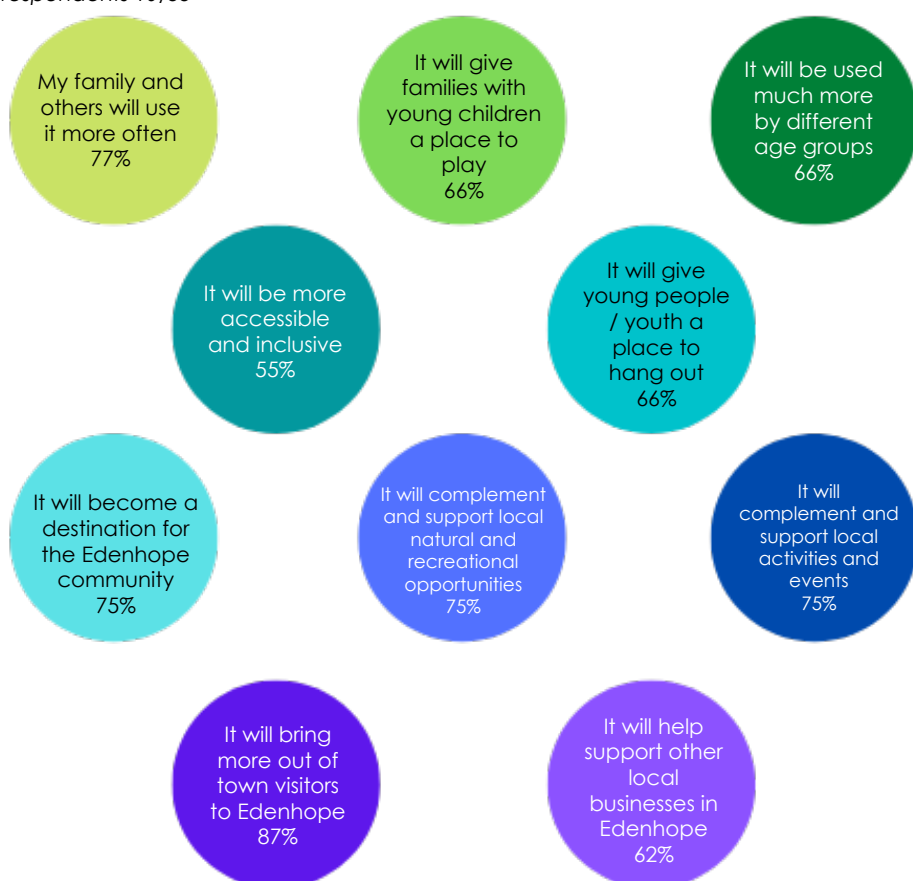 My family and
others will use
it more often
77%
It will give
families with
young children
a place to
play
66%
It will be used
much more
by different
age groups
66%
It will be more
accessible
and inclusive
55%
It will give
young people
/ youth a
place to
hang out
66%
It will become a
destination for
the Edenhope
community
75%
It will complement
and support local
natural and
recreational
opportunities
75%
It will
complement and
support local
activities and
events
75%
It will bring
more out of
town visitors
to Edenhope
87%
It will help
support other
local
businesses in
Edenhope
62%